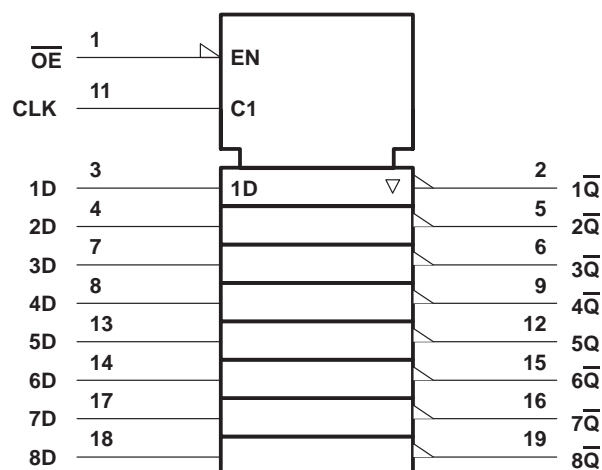 1
O̅E̅ EN
11
CLK C1
3 2
1D 1D 1Q̅
4 5
2D 2Q̅
7 6
3D 3Q̅
8 9
4D 4Q̅
13 12
5D 5Q
14 15
6D 6Q̅
17 16
7D 7Q̅
18 19
8D 8Q̅